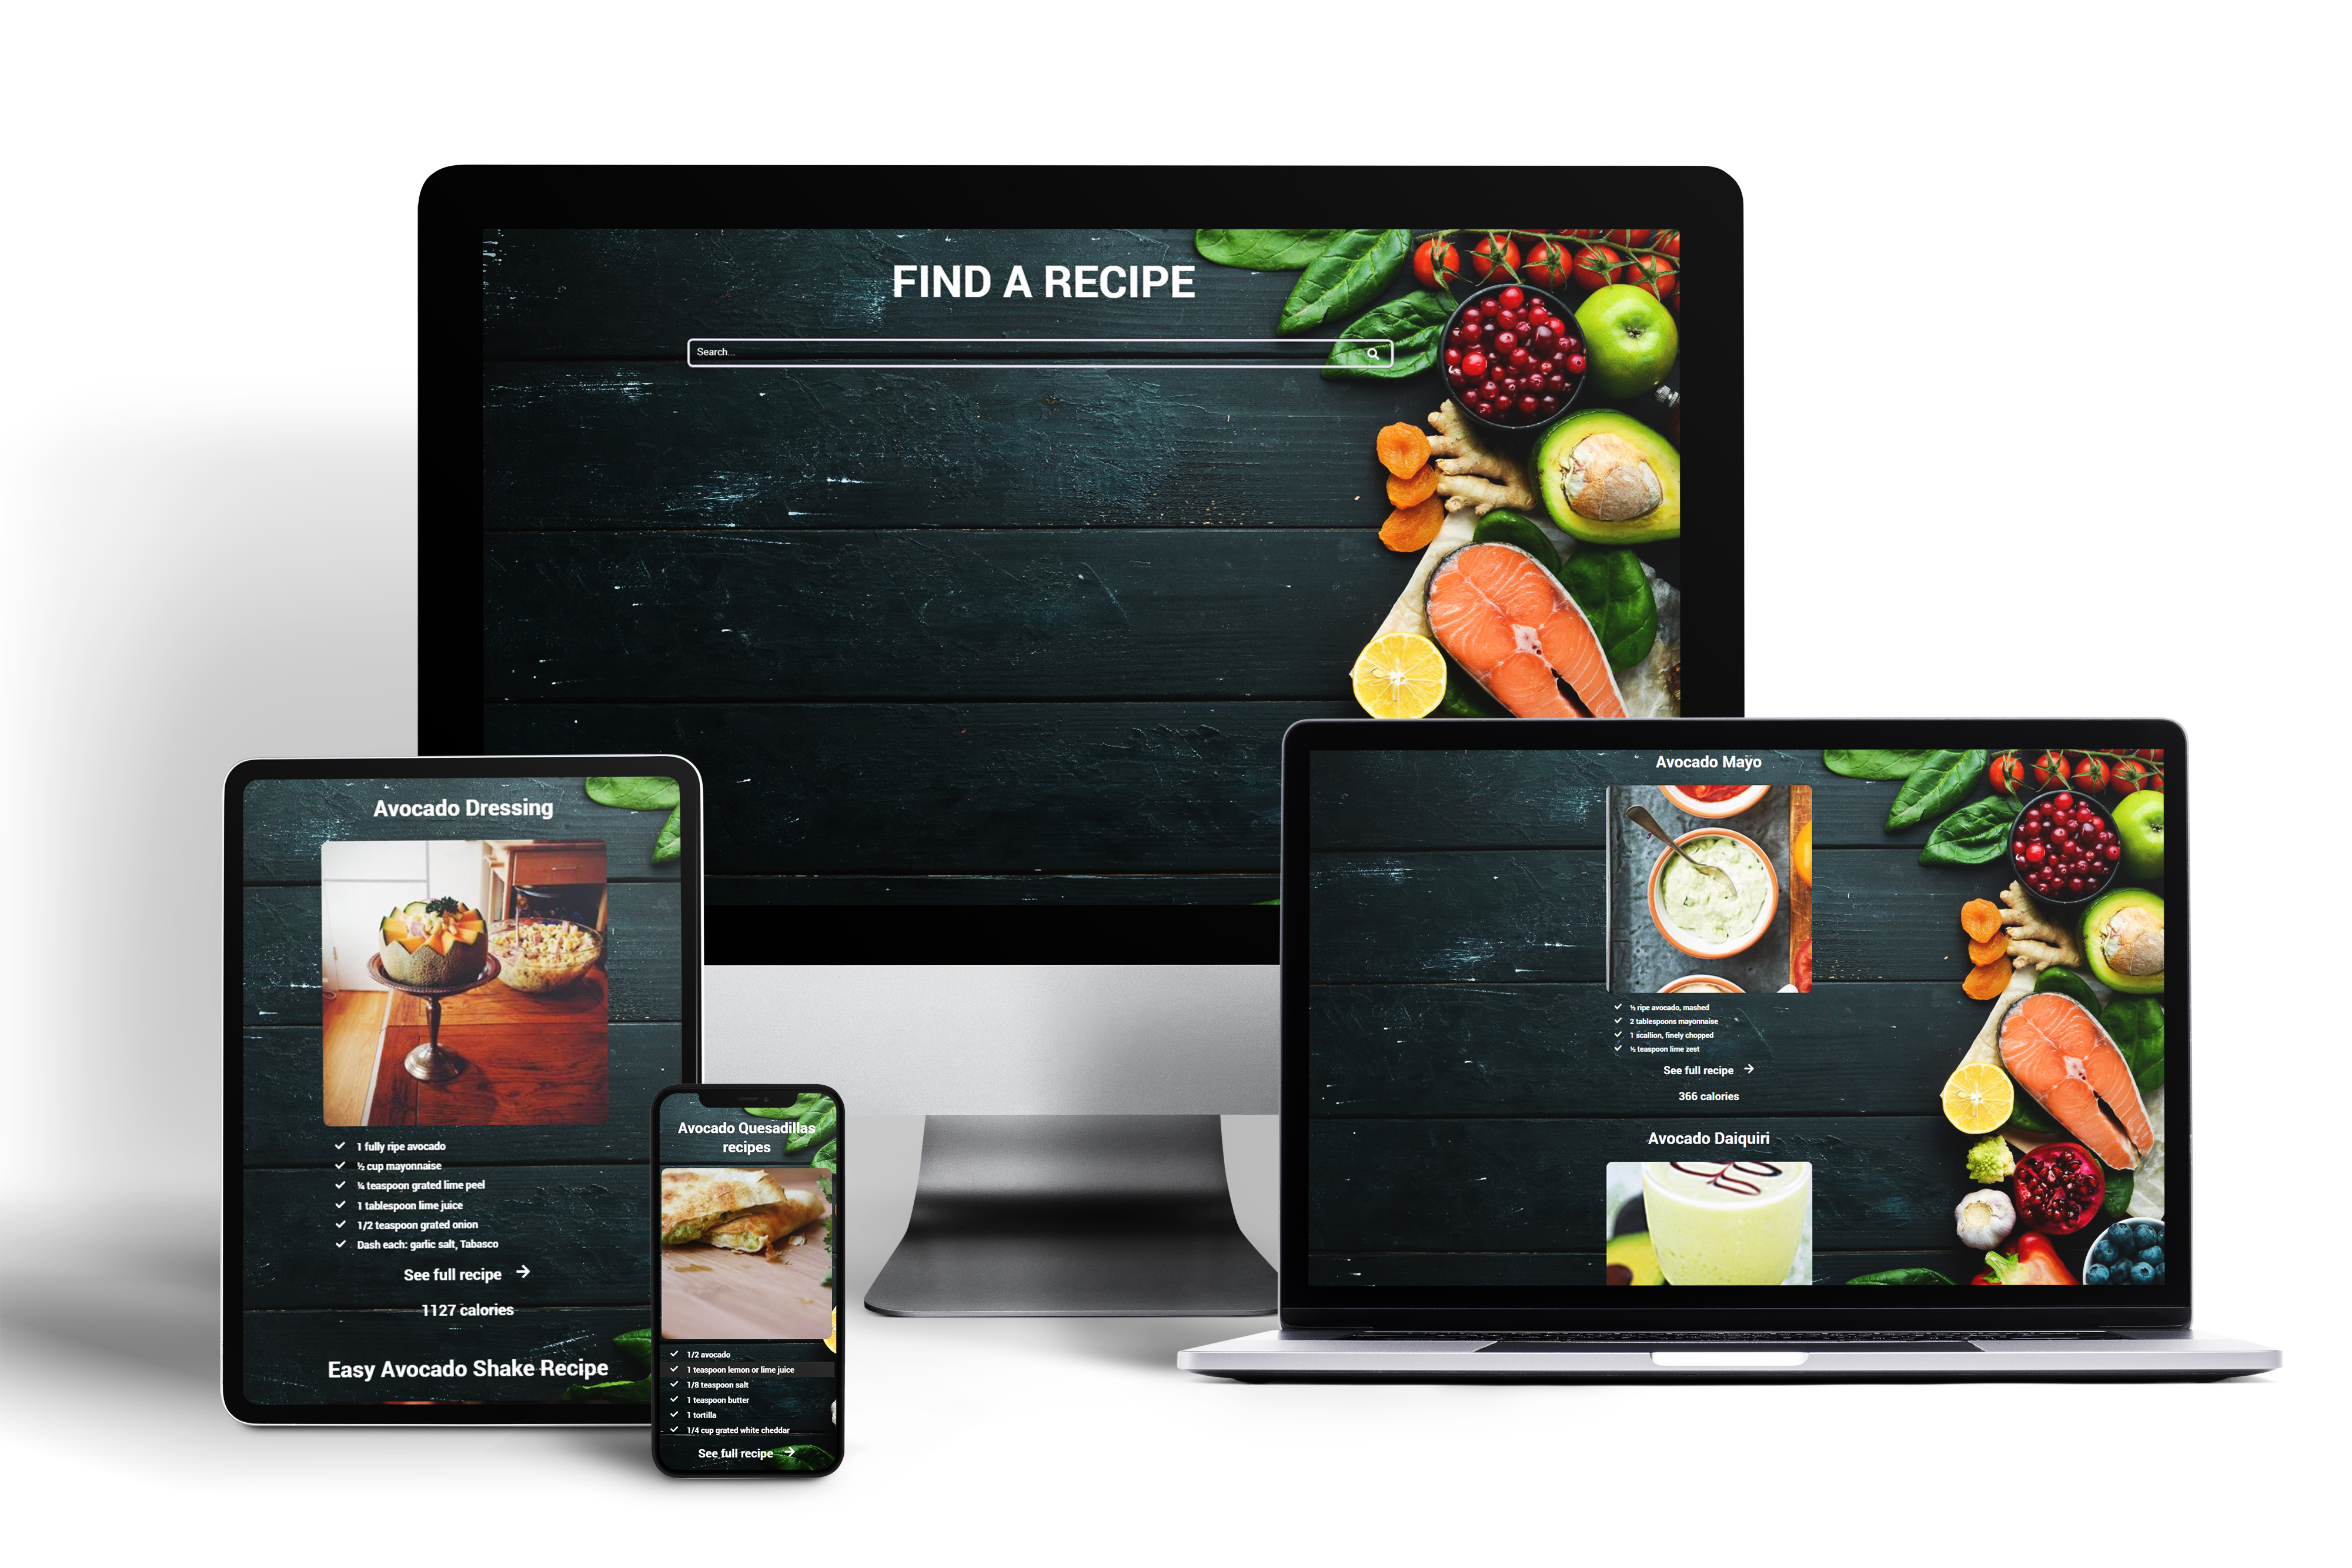 FIND A RECIPE
Search...
Avocado Dressing
1 fully ripe avocado
½ cup mayonnaise
¼ teaspoon grated lime peel
1 tablespoon lime juice
1/2 teaspoon grated onion
Dash each: garlic salt, Tabasco
See full recipe
1127 calories
Easy Avocado Shake Recipe
Avocado Quesadillas
recipes
1/2 avocado
1 teaspoon lemon or lime juice
1/8 teaspoon salt
1 teaspoon butter
1 tortilla
1/4 cup grated white cheddar
See full recipe
Avocado Mayo
½ ripe avocado, mashed
2 tablespoons mayonnaise
1 scallion, finely chopped
½ teaspoon lime zest
See full recipe
366 calories
Avocado Daiquiri